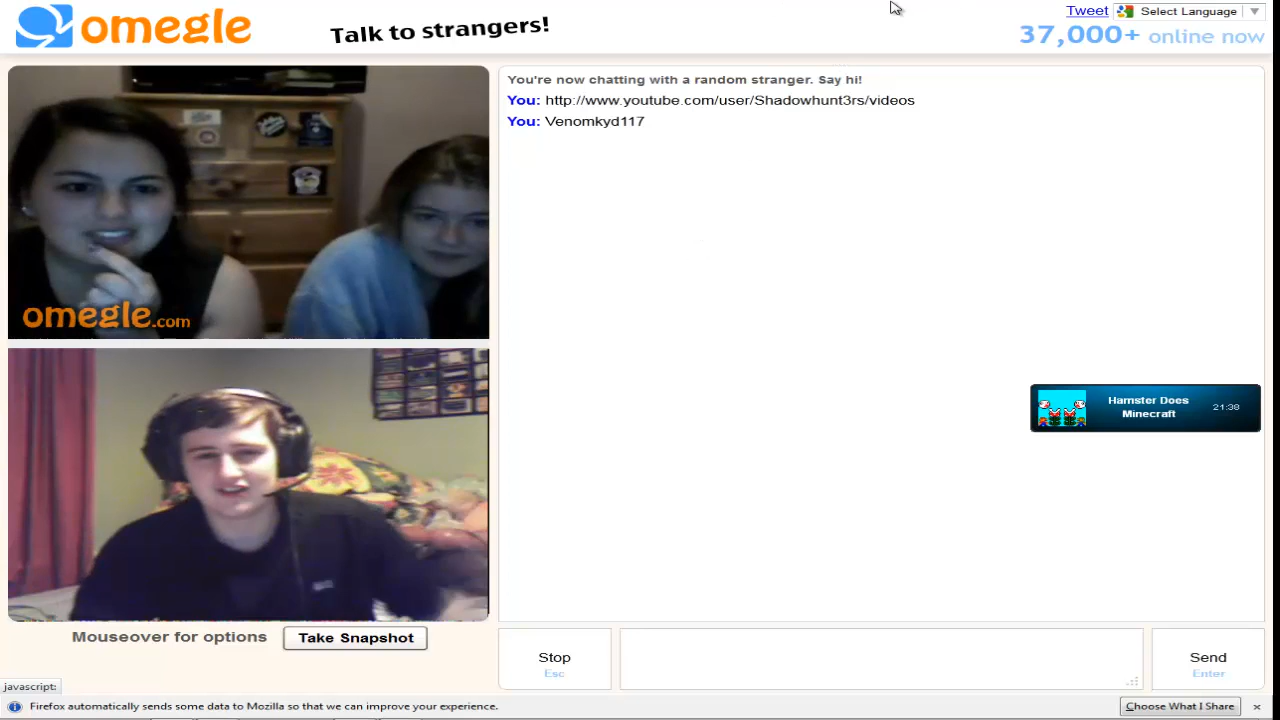 omegle
Talk to strangers!
Tweet
Select Language
37,000+ online now
You're now chatting with a random stranger. Say hi!
You: http://www.youtube.com/user/Shadowhunt3rs/videos
You: Venomkyd117
omegle.com
Hamster Does
Minecraft
21:38
Mouseover for options
Take Snapshot
Stop
Esc
Send
Enter
javascript:
Firefox automatically sends some data to Mozilla so that we can improve your experience.
Choose What I Share